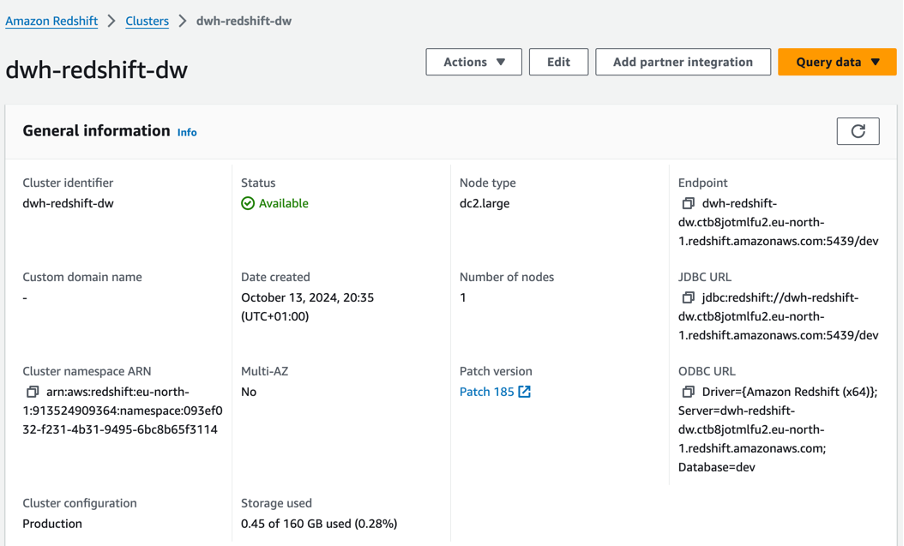 Amazon Redshift > Clusters > dwh-redshift-dw
dwh-redshift-dw
Actions
Edit
Add partner integration
Query data
General information Info
Cluster identifier
dwh-redshift-dw
Status
Available
Node type
dc2.large
Endpoint
dwh-redshift-
dw.ctb8jotmlfu2.eu-north-
1.redshift.amazonaws.com:5439/dev
Custom domain name
-
Date created
October 13, 2024, 20:35
(UTC+01:00)
Number of nodes
1
JDBC URL
jdbc:redshift://dwh-redshift-
dw.ctb8jotmlfu2.eu-north-
1.redshift.amazonaws.com:5439/dev
Cluster namespace ARN
arn:aws:redshift:eu-north-
1:913524909364:namespace:093ef0
32-f231-4b31-9495-6bc8b65f3114
Multi-AZ
No
Patch version
Patch 185
ODBC URL
Driver={Amazon Redshift (x64)};
Server=dwh-redshift-
dw.ctb8jotmlfu2.eu-north-
1.redshift.amazonaws.com;
Database=dev
Cluster configuration
Production
Storage used
0.45 of 160 GB used (0.28%)